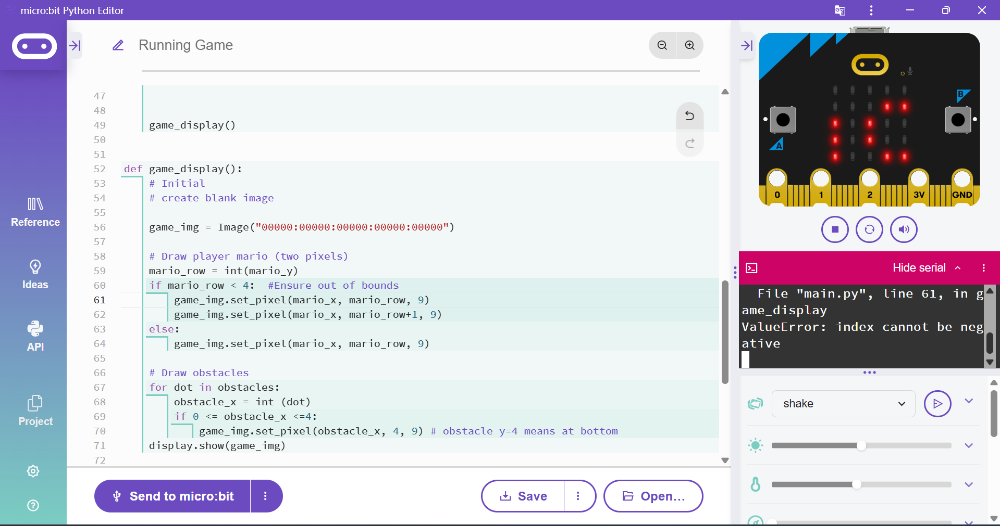 micro:bit Python Editor
Running Game
47
48
49 game_display()
50
51
52 def game_display():
53 # Initial
54 # create blank image
55
56 game_img = Image("00000:00000:00000:00000:00000")
57
58 # Draw player mario (two pixels)
59 mario_row = int(mario_y)
60 if mario_row < 4:  #Ensure out of bounds
61 game_img.set_pixel(mario_x, mario_row, 9)
62 game_img.set_pixel(mario_x, mario_row+1, 9)
63 else:
64 game_img.set_pixel(mario_x, mario_row, 9)
65
66 # Draw obstacles
67 for dot in obstacles:
68 obstacle_x = int (dot)
69 if 0 <= obstacle_x <=4:
70 game_img.set_pixel(obstacle_x, 4, 9) # obstacle y=4 means at bottom
71 display.show(game_img)
72
Reference
Ideas
API
Project
Send to micro:bit
Save
Open...
B
A
0 1 2 3V GND
Hide serial
File "main.py", line 61, in g
ame_display
ValueError: index cannot be neg
ative
shake